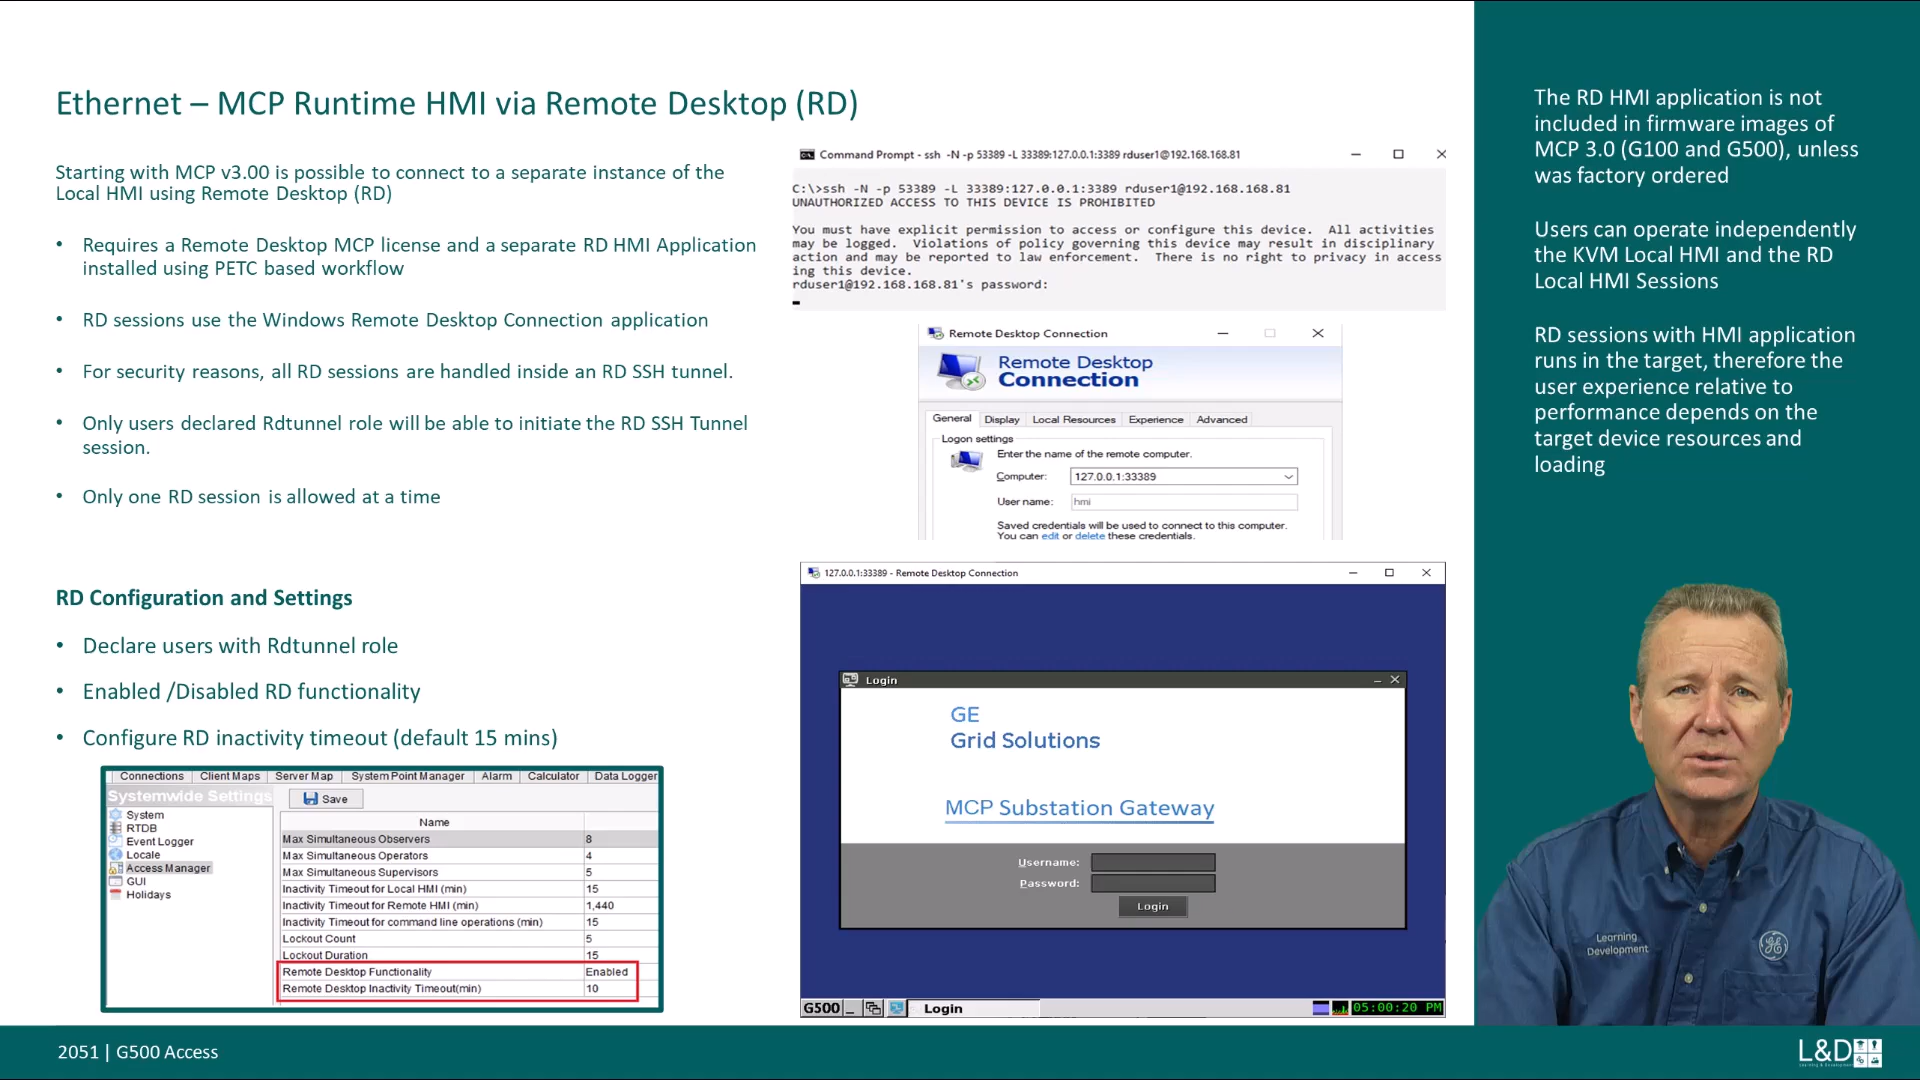 Ethernet – MCP Runtime HMI via Remote Desktop (RD)
Starting with MCP v3.00 is possible to connect to a separate instance of the
Local HMI using Remote Desktop (RD)
• Requires a Remote Desktop MCP license and a separate RD HMI Application
installed using PETC based workflow
• RD sessions use the Windows Remote Desktop Connection application
• For security reasons, all RD sessions are handled inside an RD SSH tunnel.
• Only users declared Rdtunnel role will be able to initiate the RD SSH Tunnel
session.
• Only one RD session is allowed at a time
RD Configuration and Settings
• Declare users with Rdtunnel role
• Enabled /Disabled RD functionality
• Configure RD inactivity timeout (default 15 mins)
Connections Client Maps Server Map System Point Manager Alarm Calculator Data Logger
Systemwide Settings
Save
System
RTDB
Event Logger
Locale
Access Manager
GUI
Holidays
Name
Max Simultaneous Observers 8
Max Simultaneous Operators 4
Max Simultaneous Supervisors 5
Inactivity Timeout for Local HMI (min) 15
Inactivity Timeout for Remote HMI (min) 1,440
Inactivity Timeout for command line operations (min) 15
Lockout Count 5
Lockout Duration 15
Remote Desktop Functionality Enabled
Remote Desktop Inactivity Timeout(min) 10
Command Prompt - ssh -N -p 53389 -L 33389:127.0.0.1:3389 rduser1@192.168.168.81
C:\>ssh -N -p 53389 -L 33389:127.0.0.1:3389 rduser1@192.168.168.81
UNAUTHORIZED ACCESS TO THIS DEVICE IS PROHIBITED
You must have explicit permission to access or configure this device. All activities
may be logged. Violations of policy governing this device may result in disciplinary
action and may be reported to law enforcement. There is no right to privacy in access
ing this device.
rduser1@192.168.168.81's password:
Remote Desktop Connection
Remote Desktop
Connection
General Display Local Resources Experience Advanced
Logon settings
Enter the name of the remote computer.
Computer: 127.0.0.1:33389
User name: hmi
Saved credentials will be used to connect to this computer.
You can edit or delete these credentials.
127.0.0.1:33389 - Remote Desktop Connection
Login
GE
Grid Solutions
MCP Substation Gateway
Username:
Password:
Login
G500 Login 05:00:20 PM
The RD HMI application is not
included in firmware images of
MCP 3.0 (G100 and G500), unless
was factory ordered
Users can operate independently
the KVM Local HMI and the RD
Local HMI Sessions
RD sessions with HMI application
runs in the target, therefore the
user experience relative to
performance depends on the
target device resources and
loading
Learning
Development
2051 | G500 Access
L&D